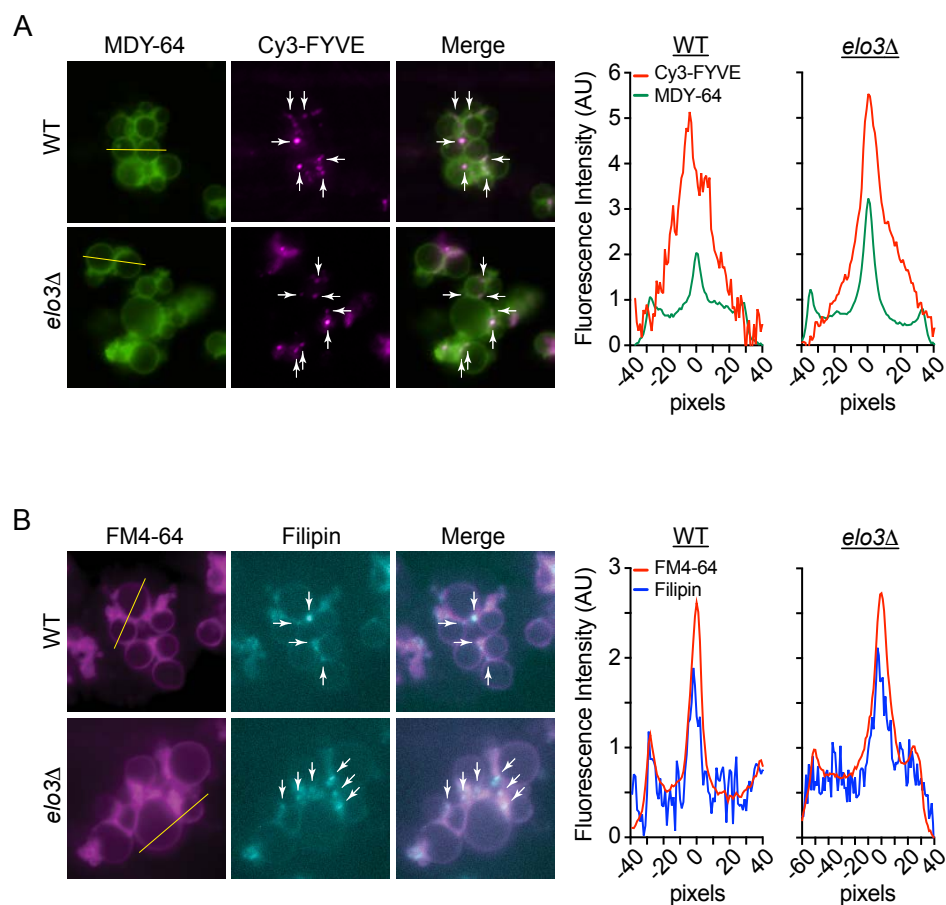 A
MDY-64 Cy3-FYVE Merge
WT
elo3Δ
WT
elo3Δ
Cy3-FYVE
MDY-64
Fluorescence Intensity (AU)
6
5
4
3
2
1
0
-40 -20 0 20 40
pixels
-40 -20 0 20 40
pixels
B
FM4-64 Filipin Merge
WT
elo3Δ
WT
elo3Δ
FM4-64
Filipin
Fluorescence Intensity (AU)
3
2
1
0
-40 -20 0 20 40
pixels
-60 -40 -20 0 20 40
pixels